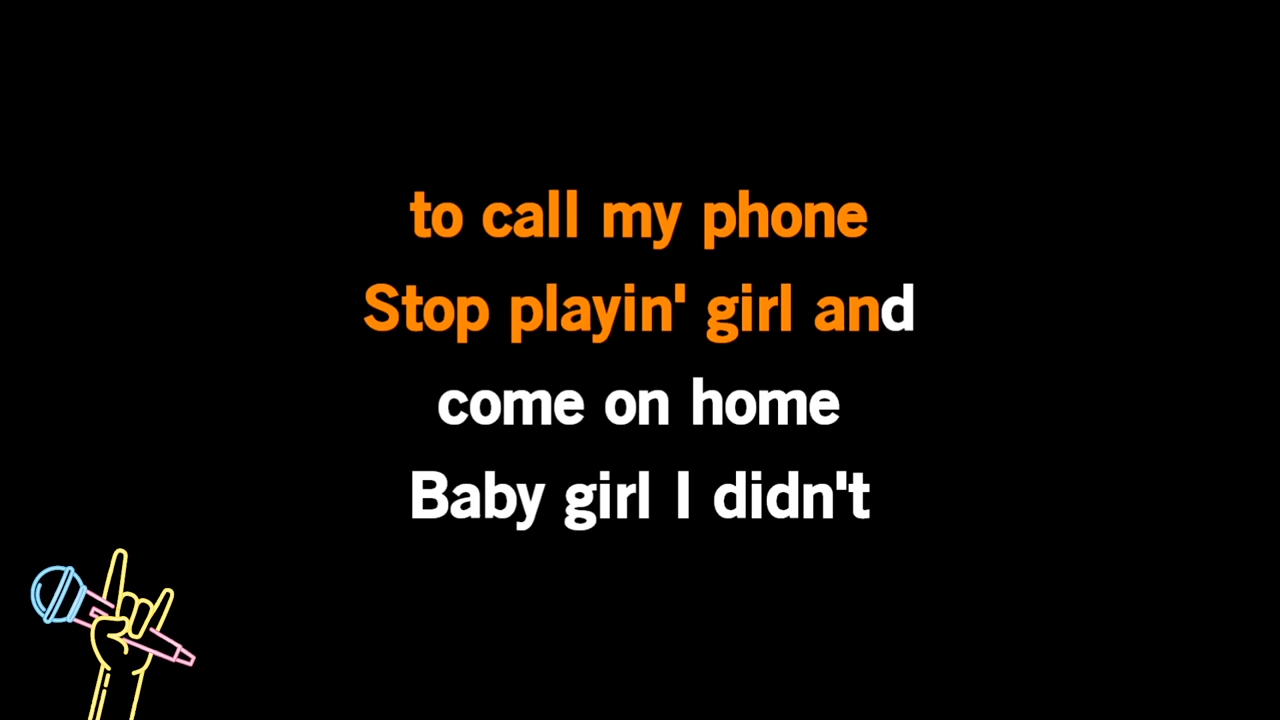 to call my phone
Stop playin' girl and
come on home
Baby girl I didn't